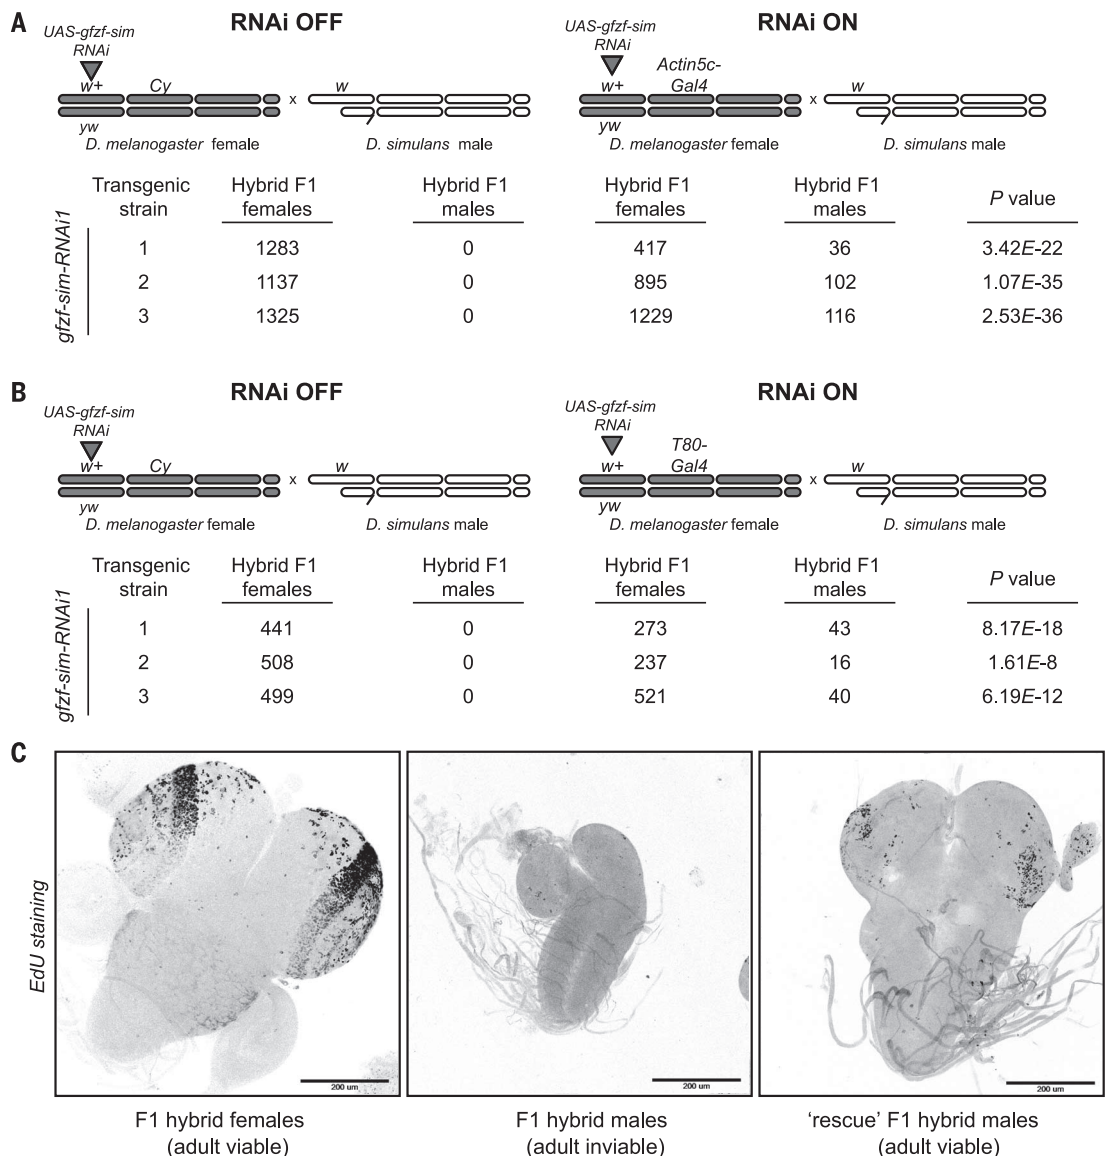 A
RNAi OFF
RNAi ON
UAS-gfzf-sim
RNAi
w+
Cy
x
w
yw
D. melanogaster female
D. simulans male
UAS-gfzf-sim
RNAi
w+
Actin5c-
Gal4
x
w
yw
D. melanogaster female
D. simulans male
Transgenic
strain
Hybrid F1
females
Hybrid F1
males
Hybrid F1
females
Hybrid F1
males
P value
gfzf-sim-RNAi1
1 1283 0 417 36 3.42E-22
2 1137 0 895 102 1.07E-35
3 1325 0 1229 116 2.53E-36
B
RNAi OFF
RNAi ON
UAS-gfzf-sim
RNAi
w+
Cy
x
w
yw
D. melanogaster female
D. simulans male
UAS-gfzf-sim
RNAi
w+
T80-
Gal4
x
w
yw
D. melanogaster female
D. simulans male
Transgenic
strain
Hybrid F1
females
Hybrid F1
males
Hybrid F1
females
Hybrid F1
males
P value
gfzf-sim-RNAi1
1 441 0 273 43 8.17E-18
2 508 0 237 16 1.61E-8
3 499 0 521 40 6.19E-12
C
EdU staining
200 um
200 um
200 um
F1 hybrid females
(adult viable)
F1 hybrid males
(adult inviable)
‘rescue’ F1 hybrid males
(adult viable)